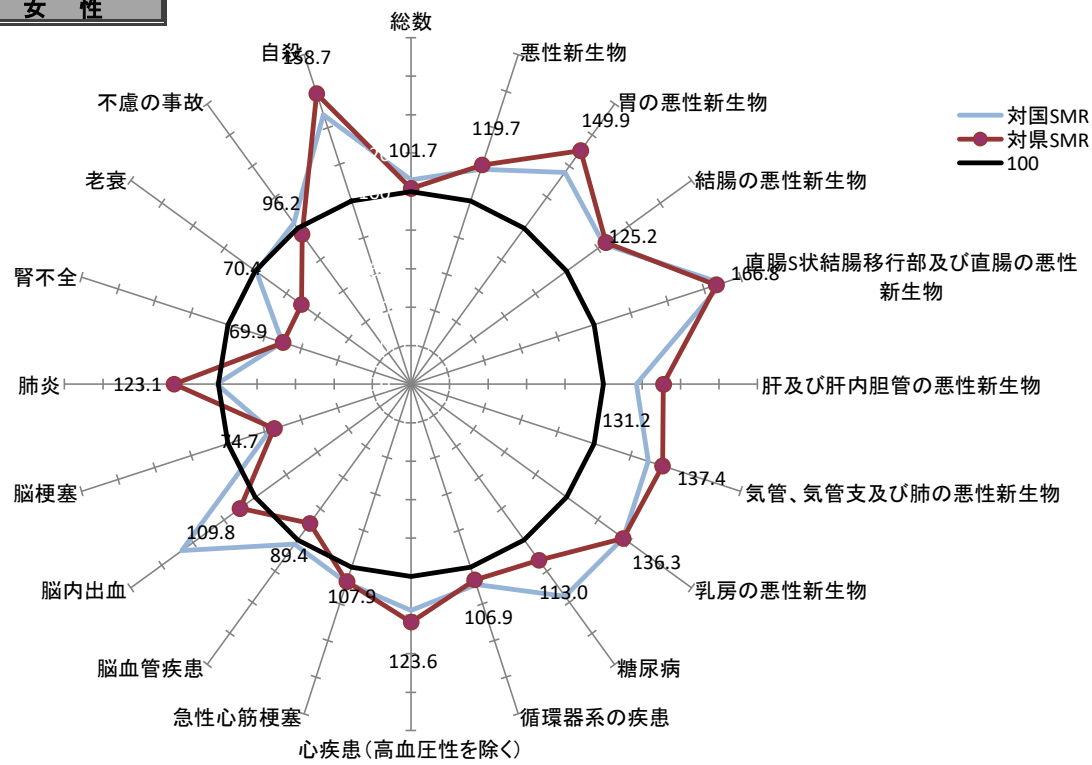 女 性
総数
悪性新生物
胃の悪性新生物
結腸の悪性新生物
直腸S状結腸移行部及び直腸の悪性
新生物
肝及び肝内胆管の悪性新生物
気管、気管支及び肺の悪性新生物
乳房の悪性新生物
糖尿病
循環器系の疾患
心疾患(高血圧性を除く)
急性心筋梗塞
脳血管疾患
脳内出血
脳梗塞
肺炎
腎不全
老衰
不慮の事故
自殺
101.7
119.7
149.9
125.2
166.8
131.2
137.4
136.3
113.0
106.9
123.6
107.9
89.4
109.8
74.7
123.1
69.9
70.4
96.2
158.7
100
対国SMR
対県SMR
100